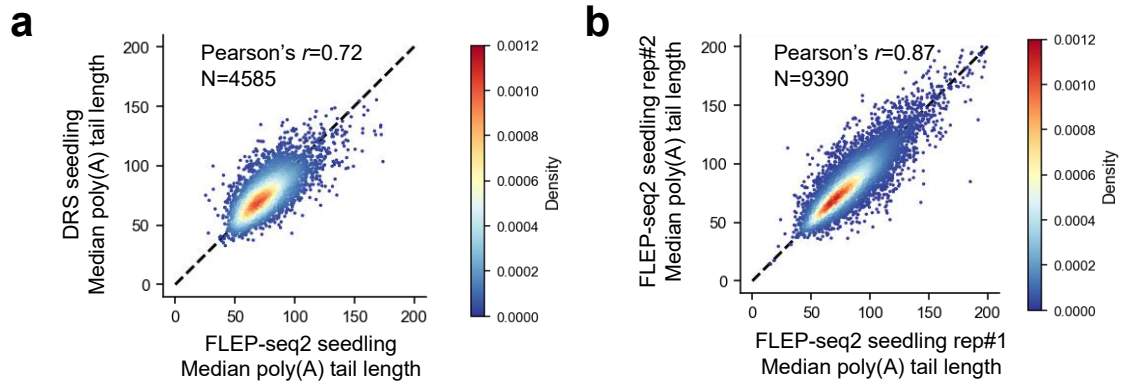 a
Pearson's r=0.72
N=4585
DRS seedling
Median poly(A) tail length
200
150
100
50
0
0 50 100 150 200
FLEP-seq2 seedling
Median poly(A) tail length
0.0012
0.0010
0.0008
0.0006
0.0004
0.0002
0.0000
Density
b
Pearson's r=0.87
N=9390
FLEP-seq2 seedling rep#2
Median poly(A) tail length
200
150
100
50
0
0 50 100 150 200
FLEP-seq2 seedling rep#1
Median poly(A) tail length
0.0012
0.0010
0.0008
0.0006
0.0004
0.0002
0.0000
Density